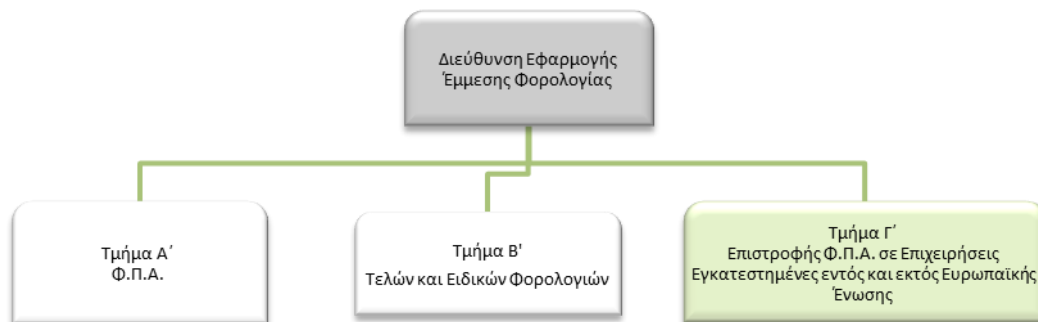 Διεύθυνση Εφαρμογής
Έμμεσης Φορολογίας
Τμήμα Α΄
Φ.Π.Α.
Τμήμα Β'
Τελών και Ειδικών Φορολογιών
Τμήμα Γ΄
Επιστροφής Φ.Π.Α. σε Επιχειρήσεις
Εγκατεστημένες εντός και εκτός Ευρωπαϊκής
Ένωσης